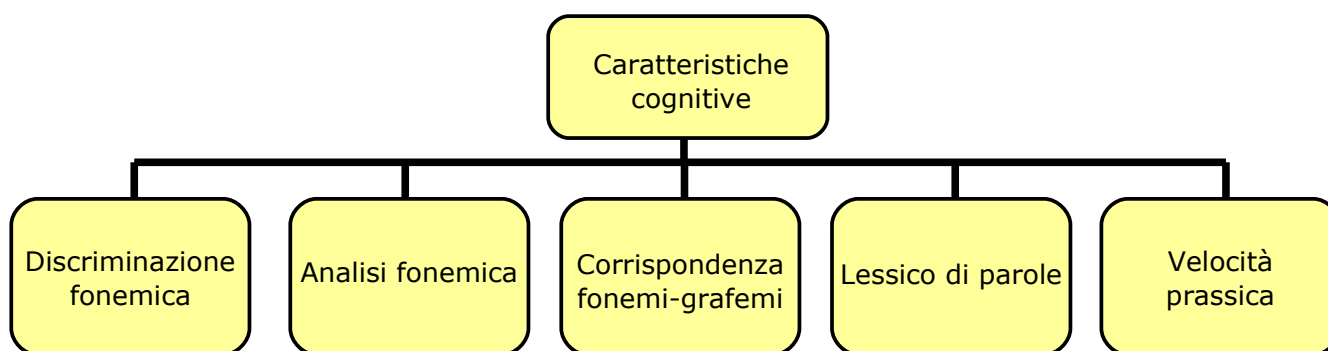 Caratteristiche
cognitive
Discriminazione
fonemica
Analisi fonemica
Corrispondenza
fonemi-grafemi
Lessico di parole
Velocità
prassica